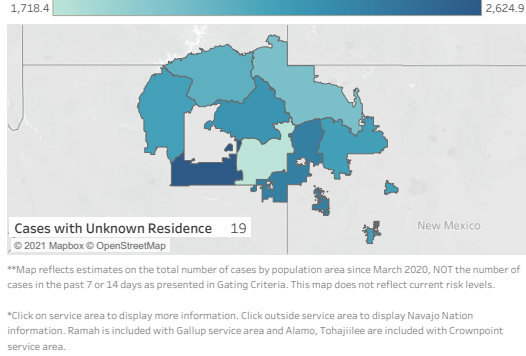 1,718.4 2,624.9
New Mexico
Cases with Unknown Residence 19
© 2021 Mapbox © OpenStreetMap
**Map reflects estimates on the total number of cases by population area since March 2020, NOT the number of
cases in the past 7 or 14 days as presented in Gating Criteria. This map does not reflect current risk levels.
*Click on service area to display more information. Click outside service area to display Navajo Nation
information. Ramah is included with Gallup service area and Alamo, Tohajiilee are included with Crownpoint
service area.